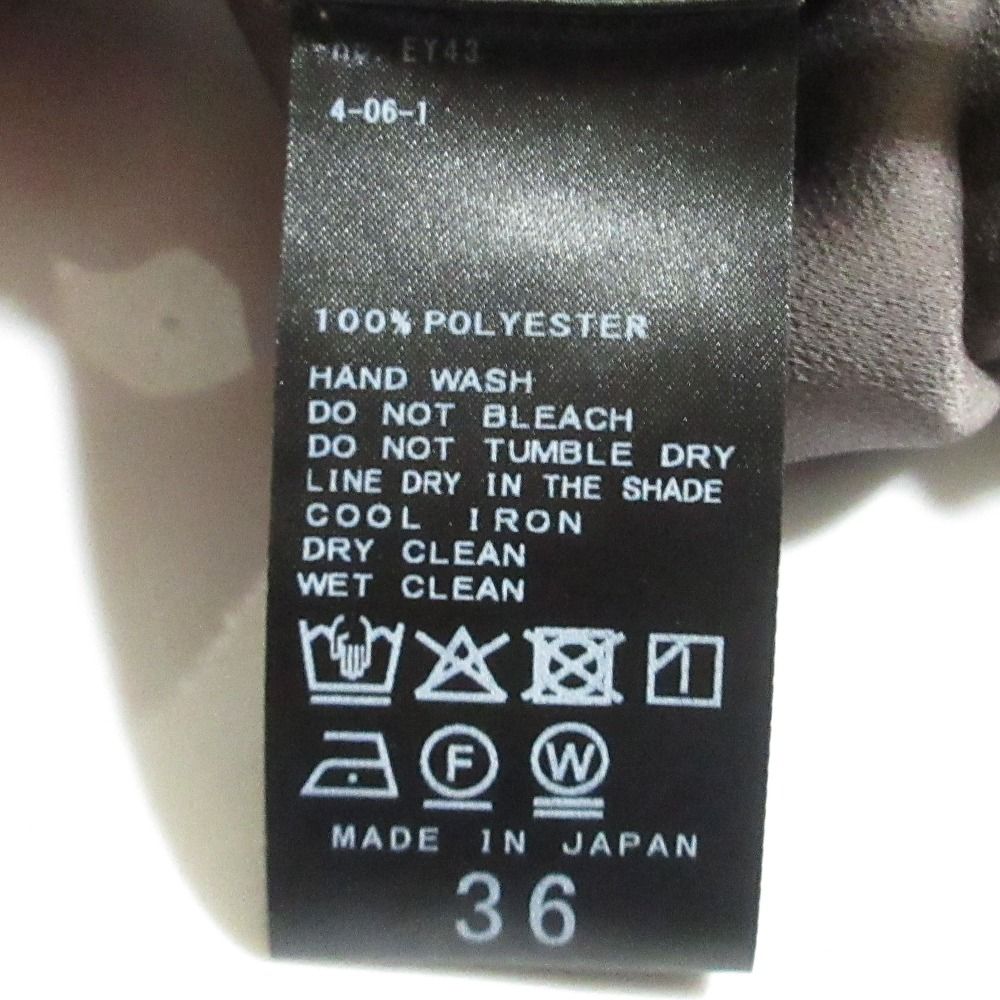 EY43
4-06-1
100% POLYESTER
HAND WASH
DO NOT BLEACH
DO NOT TUMBLE DRY
LINE DRY IN THE SHADE
COOL IRON
DRY CLEAN
WET CLEAN
F W
MADE IN JAPAN
36